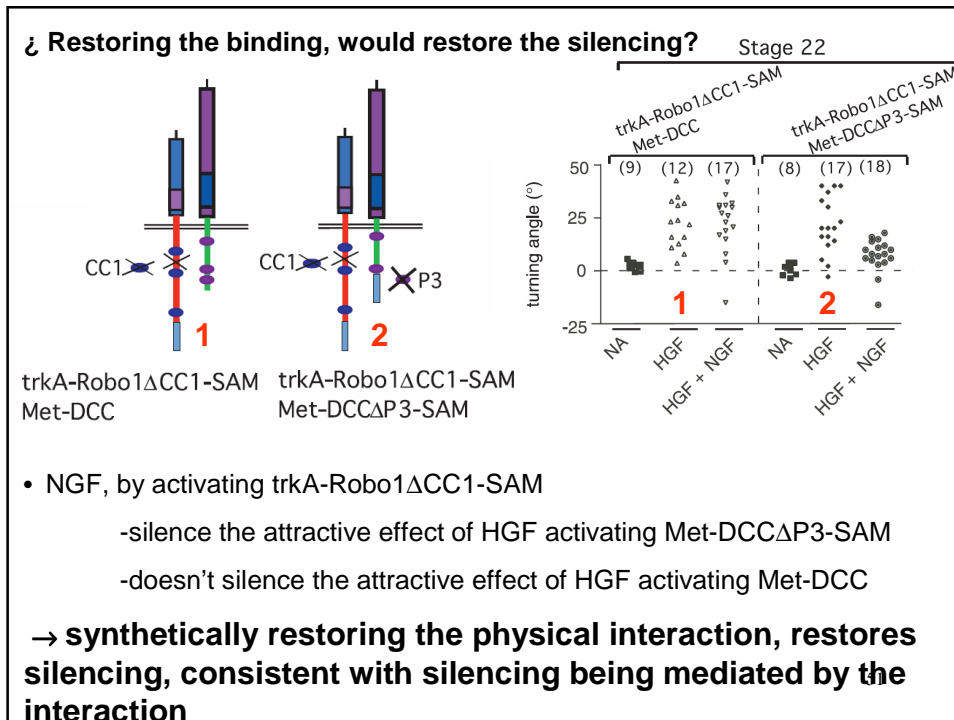 ¿ Restoring the binding, would restore the silencing?
Stage 22
trkA-Robo1ΔCC1-SAM
Met-DCC
trkA-Robo1ΔCC1-SAM
Met-DCCΔP3-SAM
(9) (12) (17) (8) (17) (18)
turning angle (°)
50
25
0
-25
CC1
1
CC1
P3
2
1
2
NA
HGF
HGF + NGF
NA
HGF
HGF + NGF
trkA-Robo1ΔCC1-SAM
Met-DCC
trkA-Robo1ΔCC1-SAM
Met-DCCΔP3-SAM
• NGF, by activating trkA-Robo1ΔCC1-SAM
-silence the attractive effect of HGF activating Met-DCCΔP3-SAM
-doesn't silence the attractive effect of HGF activating Met-DCC
→ synthetically restoring the physical interaction, restores
silencing, consistent with silencing being mediated by the
interaction